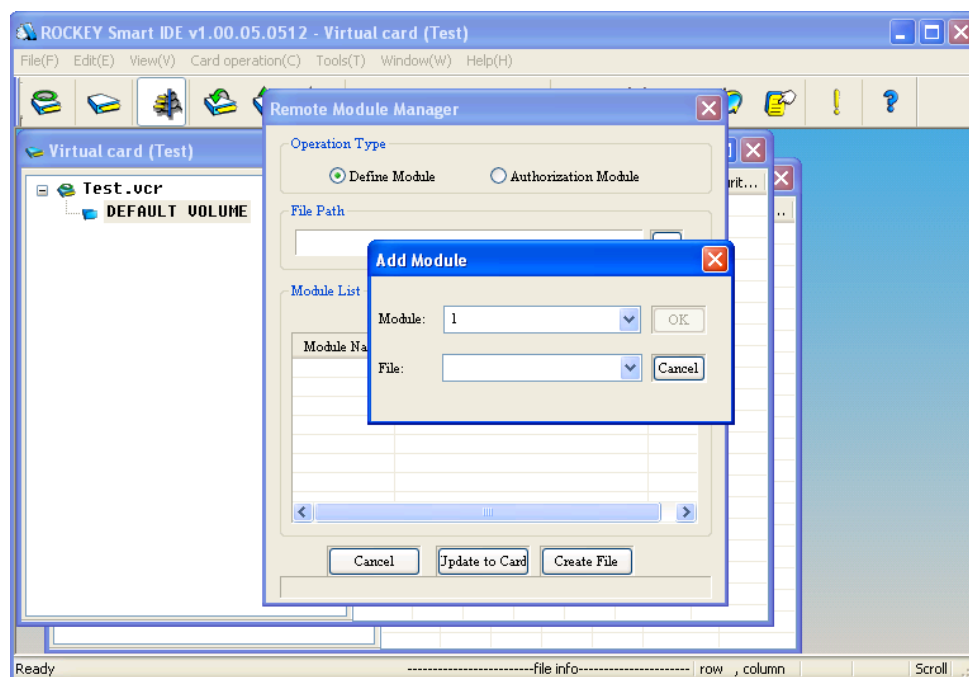 ROCKEY Smart IDE v1.00.05.0512 - Virtual card (Test)
File(F) Edit(E) View(V) Card operation(C) Tools(T) Window(W) Help(H)
Remote Module Manager
Virtual card (Test)
Test.vcr
DEFAULT VOLUME
Operation Type
Define Module
Authorization Module
File Path
Add Module
Module: 1
OK
File:
Cancel
Module List
Module Na
Cancel
Update to Card
Create File
Ready
------------------------file info---------------------- row , column
Scroll